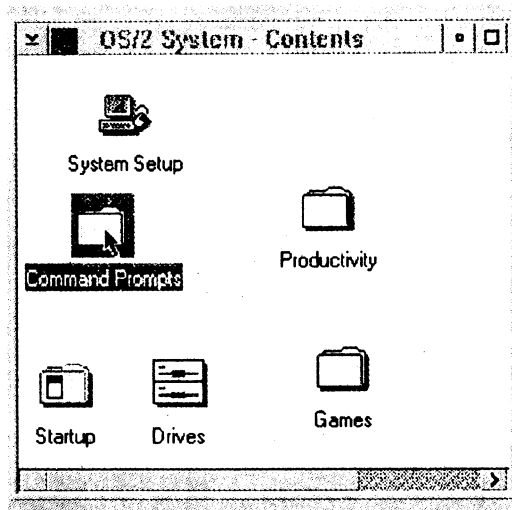 OS/2 System - Contents
System Setup
Command Prompts
Productivity
Startup
Drives
Games